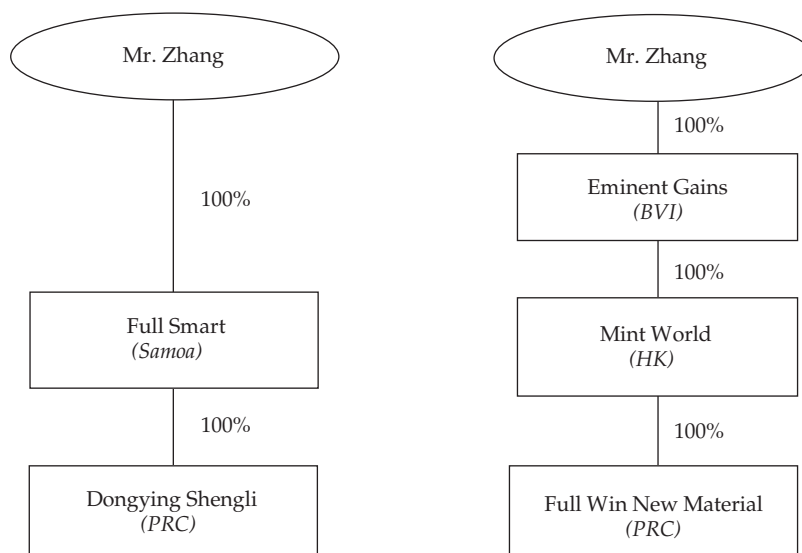 Mr. Zhang
100%
Full Smart
(Samoa)
100%
Dongying Shengli
(PRC)
Mr. Zhang
100%
Eminent Gains
(BVI)
100%
Mint World
(HK)
100%
Full Win New Material
(PRC)